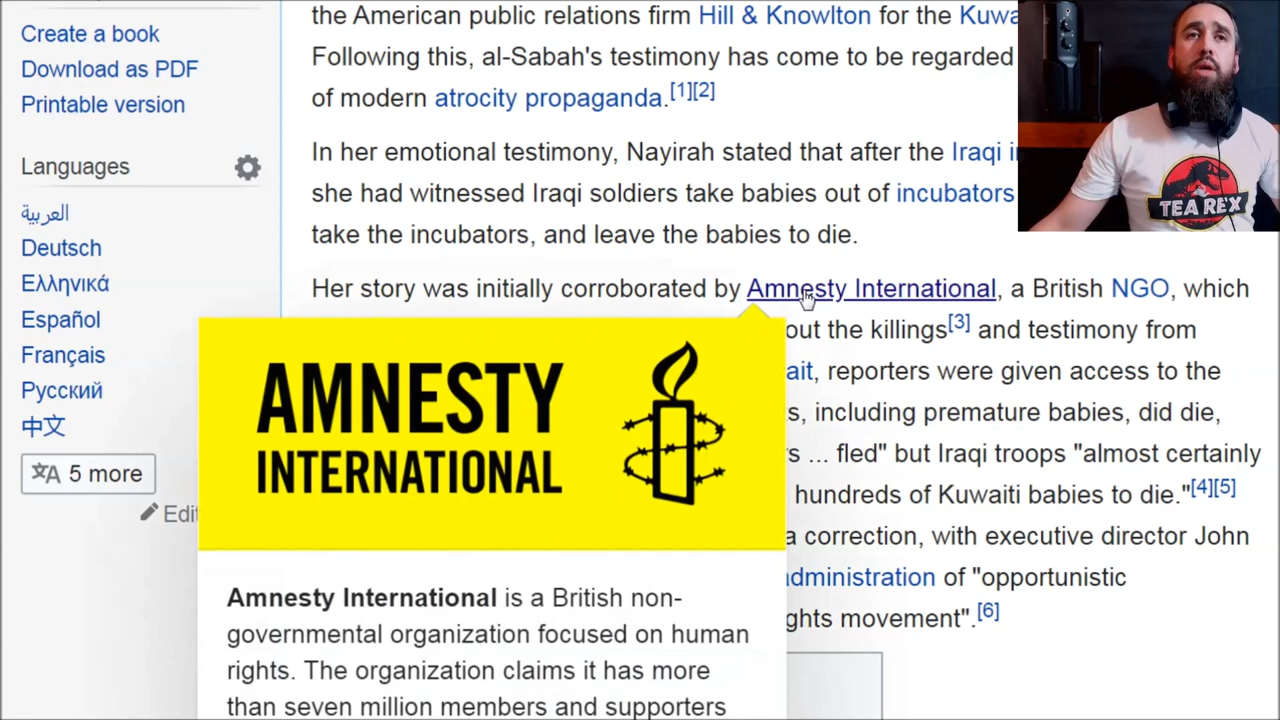 Create a book
Download as PDF
Printable version
Languages
العربية
Deutsch
Ελληνικά
Español
Français
Русский
中文
5 more
Edit
the American public relations firm Hill & Knowlton for the Kuwa
Following this, al-Sabah's testimony has come to be regarded
of modern atrocity propaganda.[1][2]
In her emotional testimony, Nayirah stated that after the Iraqi in
she had witnessed Iraqi soldiers take babies out of incubators
take the incubators, and leave the babies to die.
Her story was initially corroborated by Amnesty International, a British NGO, which
out the killings[3] and testimony from
ait, reporters were given access to the
s, including premature babies, did die,
rs ... fled" but Iraqi troops "almost certainly
hundreds of Kuwaiti babies to die."[4][5]
a correction, with executive director John
administration of "opportunistic
ghts movement".[6]
AMNESTY
INTERNATIONAL
Amnesty International is a British non-
governmental organization focused on human
rights. The organization claims it has more
than seven million members and supporters
TEA REX